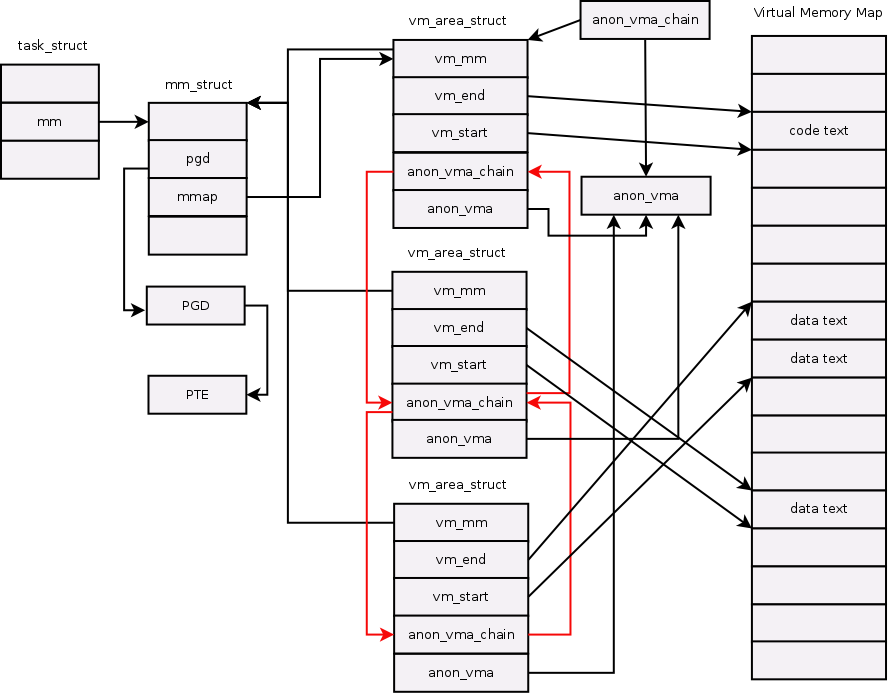 task_struct
mm
mm_struct
pgd
mmap
PGD
PTE
vm_area_struct
vm_mm
vm_end
vm_start
anon_vma_chain
anon_vma
vm_area_struct
vm_mm
vm_end
vm_start
anon_vma_chain
anon_vma
vm_area_struct
vm_mm
vm_end
vm_start
anon_vma_chain
anon_vma
anon_vma_chain
anon_vma
Virtual Memory Map
code text
data text
data text
data text